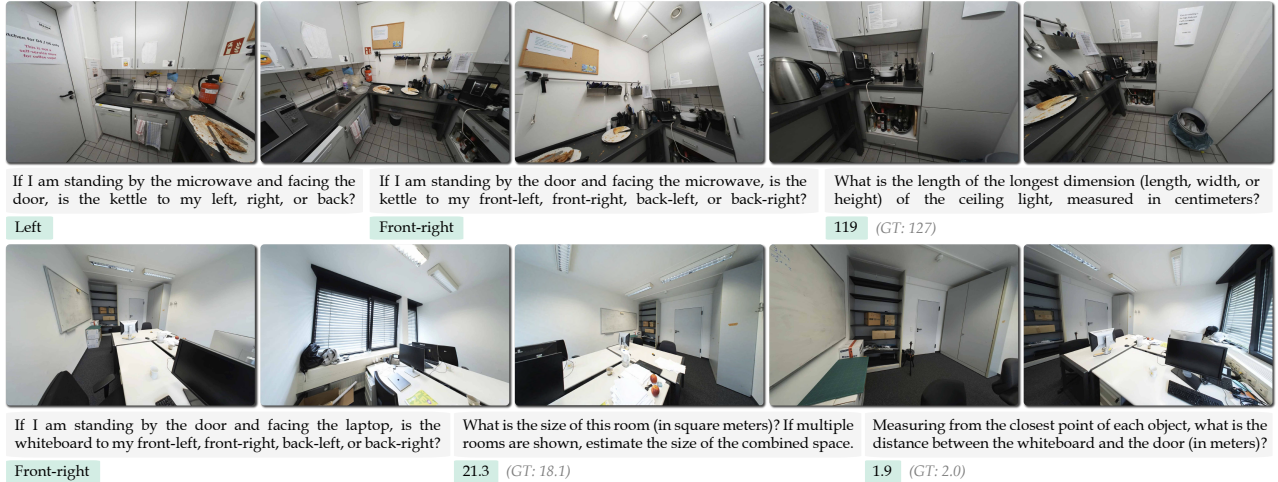 This is a
self-service area
If I am standing by the microwave and facing the
door, is the kettle to my left, right, or back?
Left
If I am standing by the door and facing the microwave, is the
kettle to my front-left, front-right, back-left, or back-right?
Front-right
What is the length of the longest dimension (length, width, or
height) of the ceiling light, measured in centimeters?
119 (GT: 127)
If I am standing by the door and facing the laptop, is the
whiteboard to my front-left, front-right, back-left, or back-right?
Front-right
What is the size of this room (in square meters)? If multiple
rooms are shown, estimate the size of the combined space.
21.3 (GT: 18.1)
Measuring from the closest point of each object, what is the
distance between the whiteboard and the door (in meters)?
1.9 (GT: 2.0)